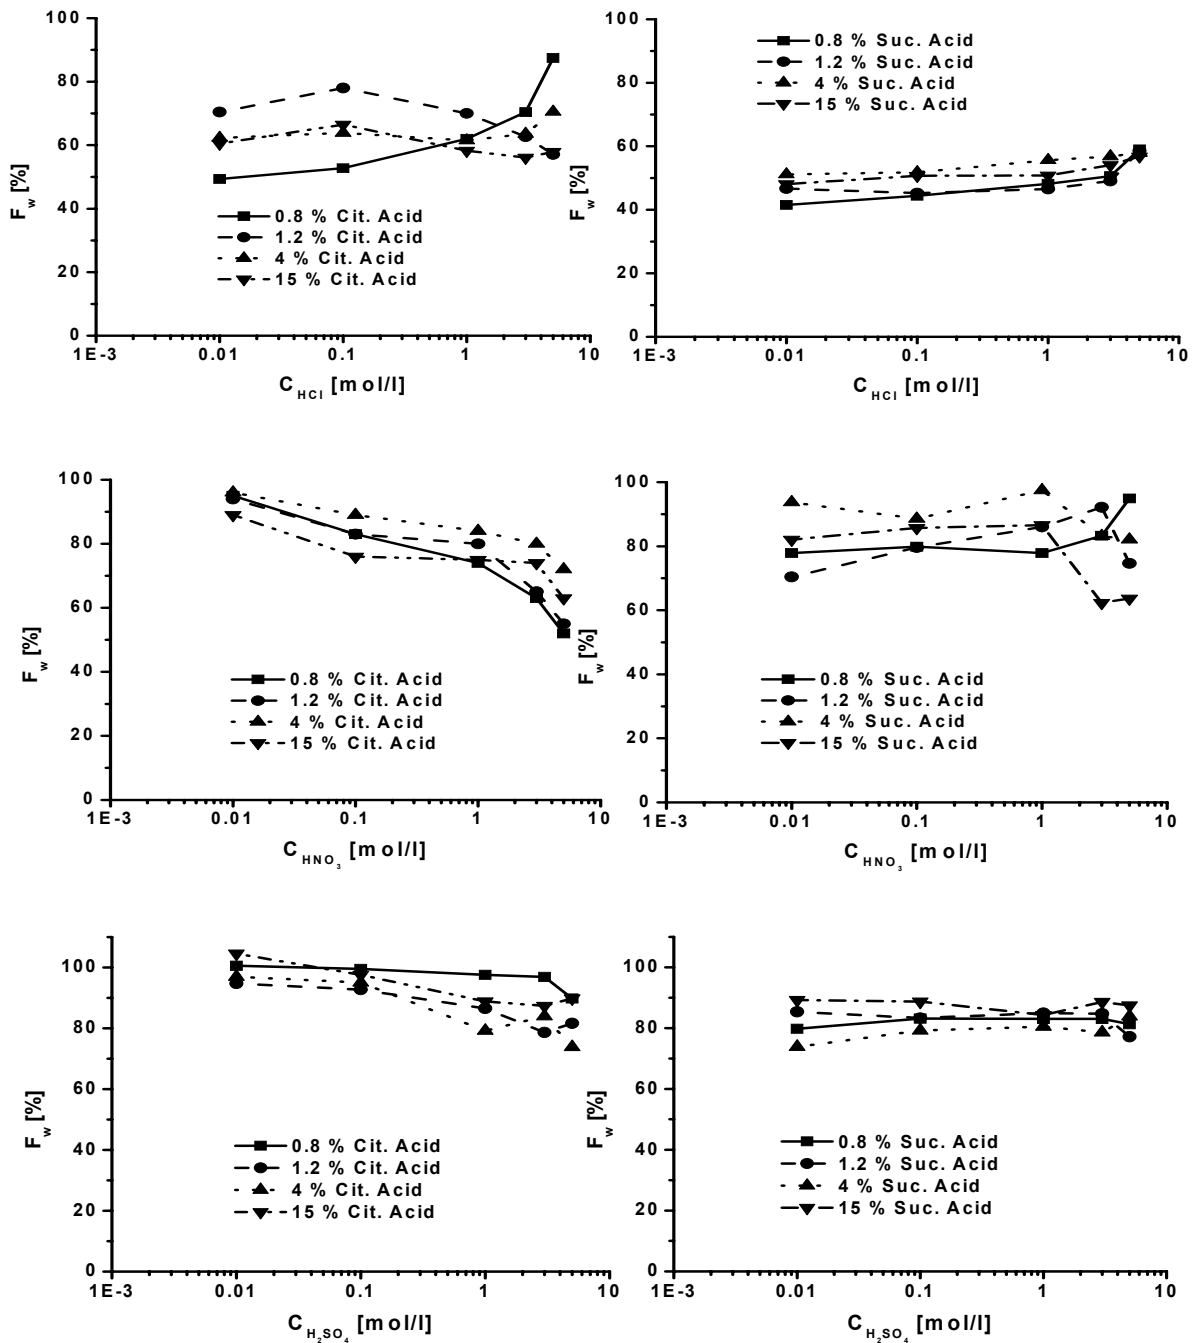 100
80
60
40
20
0
1E-3 0.01 0.1 1 10
F_w [%]
C_HCl [mol/l]
0.8 % Cit. Acid
1.2 % Cit. Acid
4 % Cit. Acid
15 % Cit. Acid
100
80
60
40
20
0
1E-3 0.01 0.1 1 10
F_w [%]
C_HCl [mol/l]
0.8 % Suc. Acid
1.2 % Suc. Acid
4 % Suc. Acid
15 % Suc. Acid
100
80
60
40
20
0
1E-3 0.01 0.1 1 10
F_w [%]
C_HNO₃ [mol/l]
0.8 % Cit. Acid
1.2 % Cit. Acid
4 % Cit. Acid
15 % Cit. Acid
100
80
60
40
20
0
1E-3 0.01 0.1 1 10
F_w [%]
C_HNO₃ [mol/l]
0.8 % Suc. Acid
1.2 % Suc. Acid
4 % Suc. Acid
15 % Suc. Acid
100
80
60
40
20
0
1E-3 0.01 0.1 1 10
F_w [%]
C_H₂SO₄ [mol/l]
0.8 % Cit. Acid
1.2 % Cit. Acid
4 % Cit. Acid
15 % Cit. Acid
100
80
60
40
20
0
1E-3 0.01 0.1 1 10
F_w [%]
C_H₂SO₄ [mol/l]
0.8 % Suc. Acid
1.2 % Suc. Acid
4 % Suc. Acid
15 % Suc. Acid